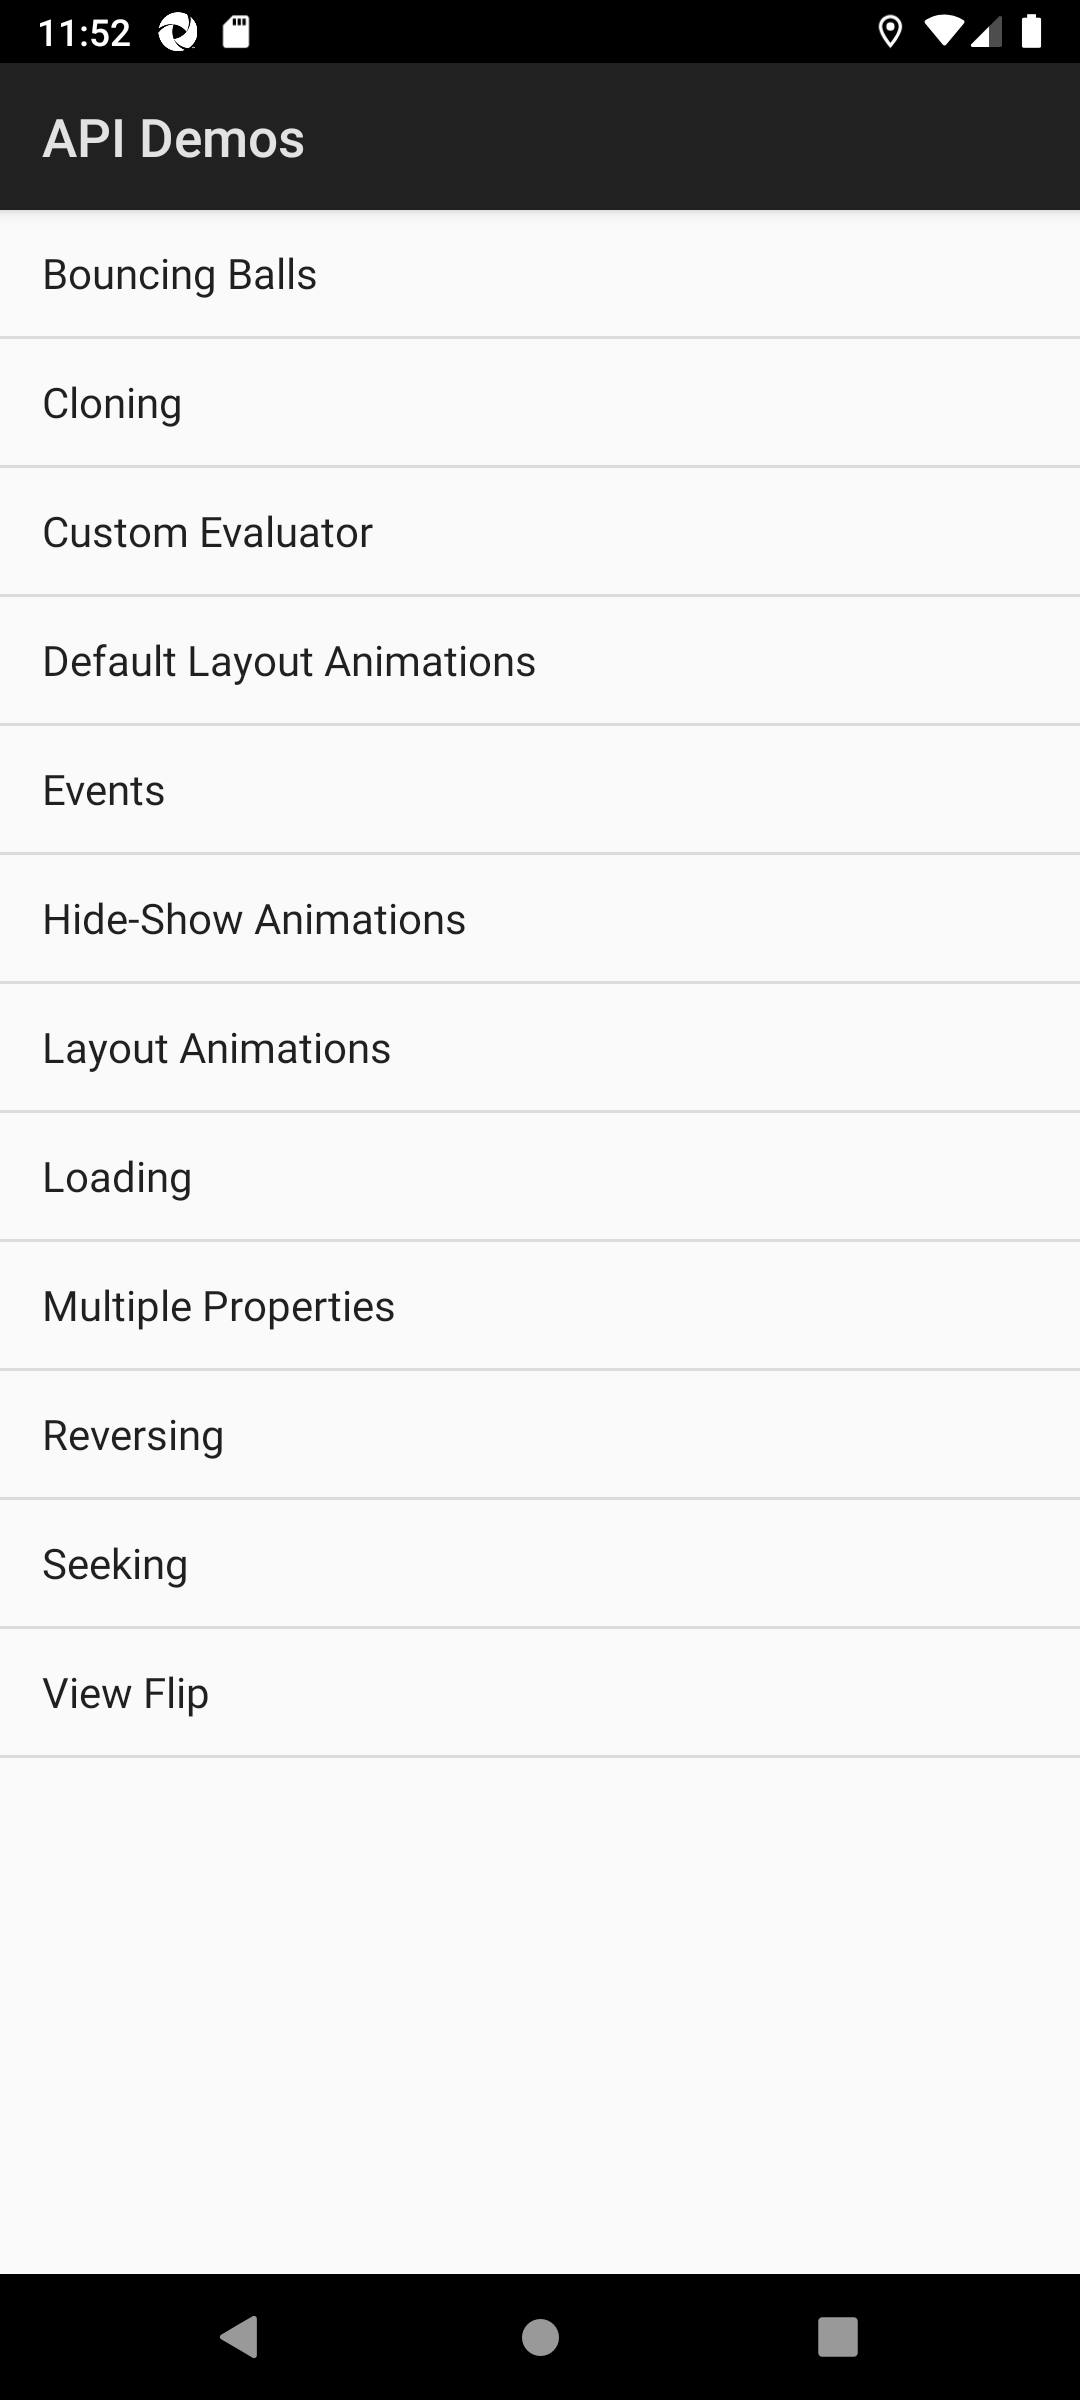 11:52
API Demos
Bouncing Balls
Cloning
Custom Evaluator
Default Layout Animations
Events
Hide-Show Animations
Layout Animations
Loading
Multiple Properties
Reversing
Seeking
View Flip